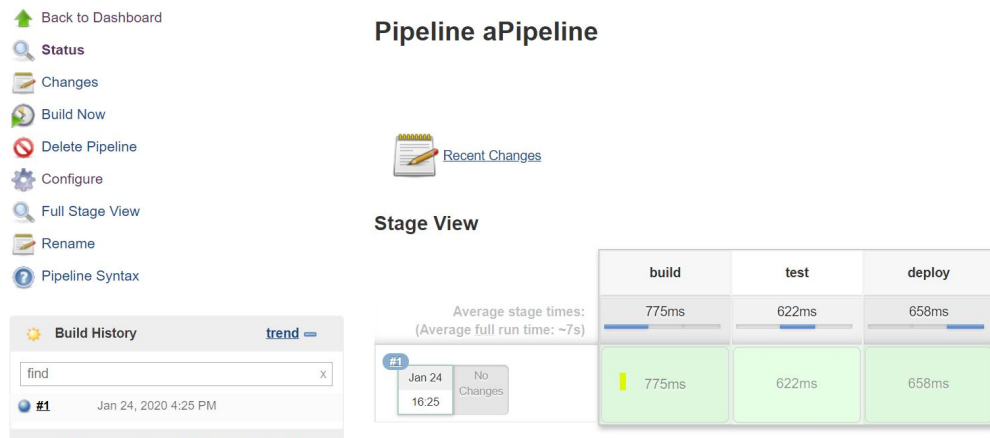 Back to Dashboard
Status
Changes
Build Now
Delete Pipeline
Configure
Full Stage View
Rename
Pipeline Syntax
Build History trend
find x
#1 Jan 24, 2020 4:25 PM
Pipeline aPipeline
Recent Changes
Stage View
build test deploy
Average stage times: 775ms 622ms 658ms
(Average full run time: ~7s)
#1
Jan 24 No
Changes
16:25
775ms 622ms 658ms